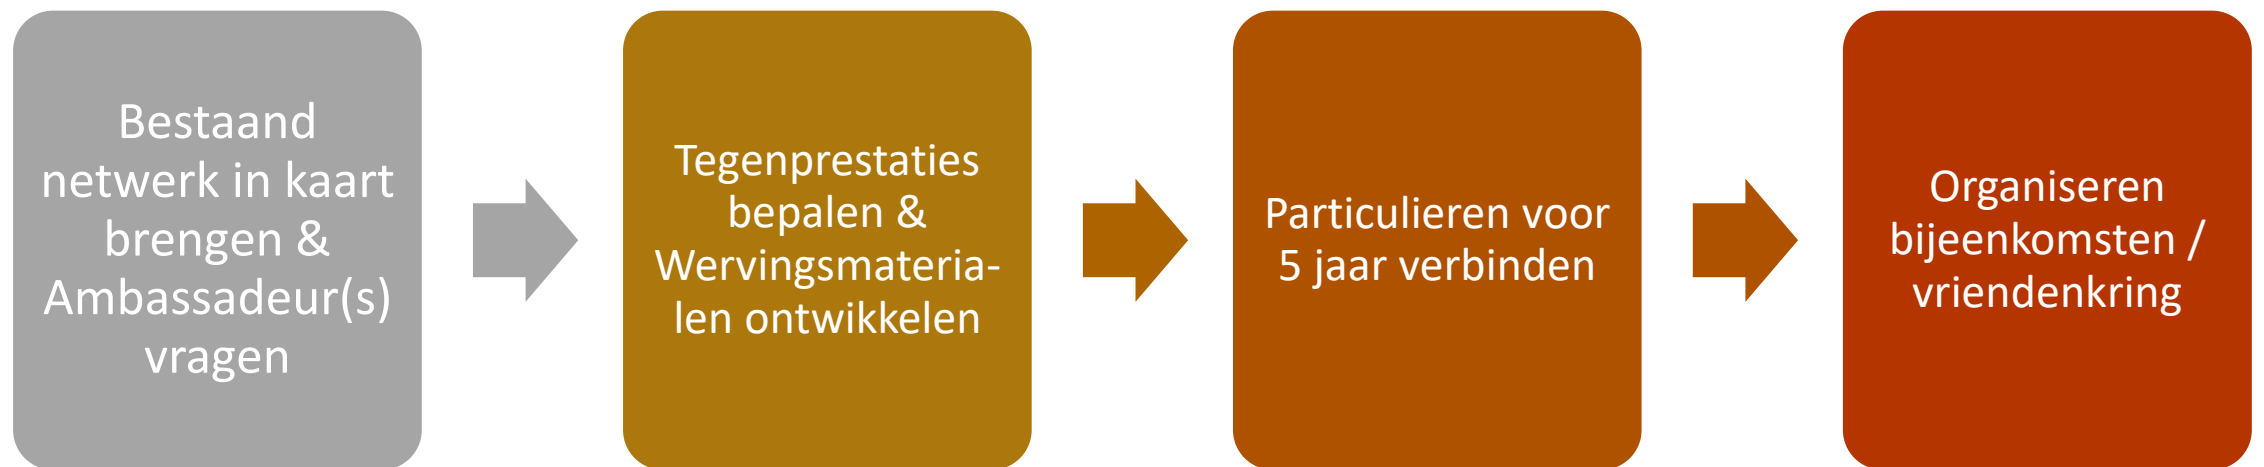 Bestaand
netwerk in kaart
brengen &
Ambassadeur(s)
vragen
Tegenprestaties
bepalen &
Wervingsmateria-
len ontwikkelen
Particulieren voor
5 jaar verbinden
Organiseren
bijeenkomsten /
vriendenkring